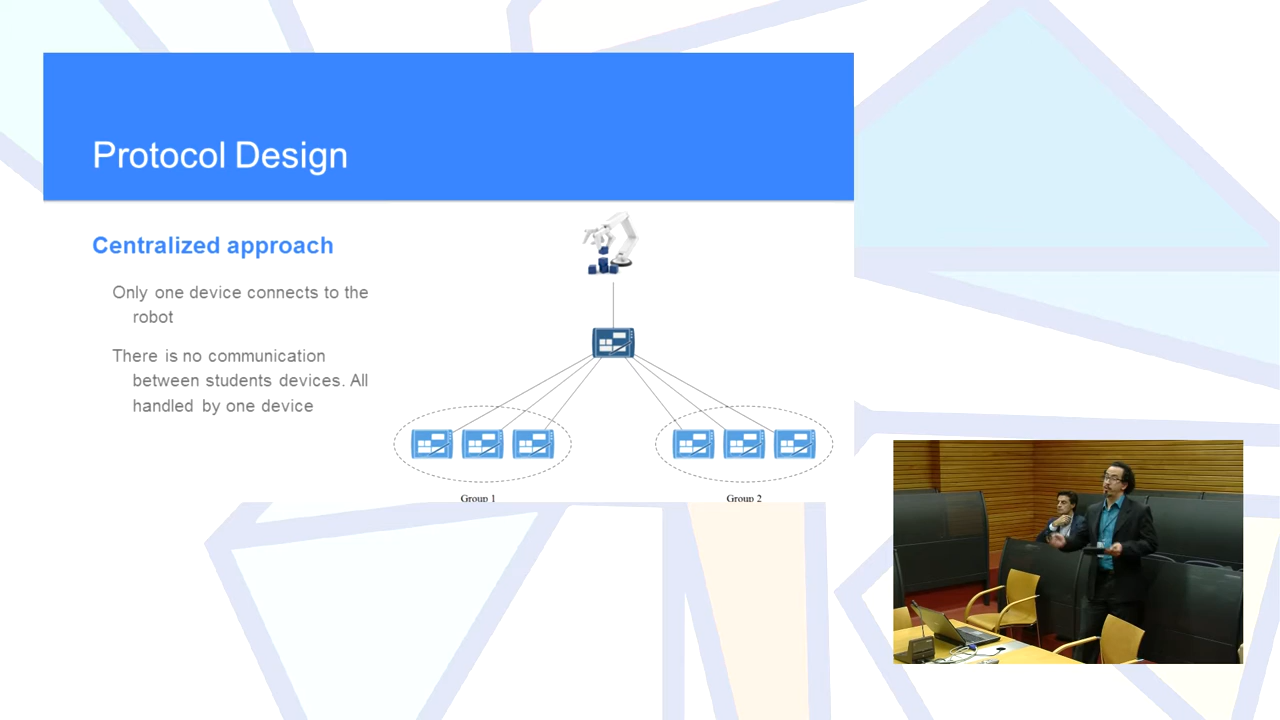 Protocol Design
Centralized approach
Only one device connects to the
robot
There is no communication
between students devices. All
handled by one device
Group 1
Group 2